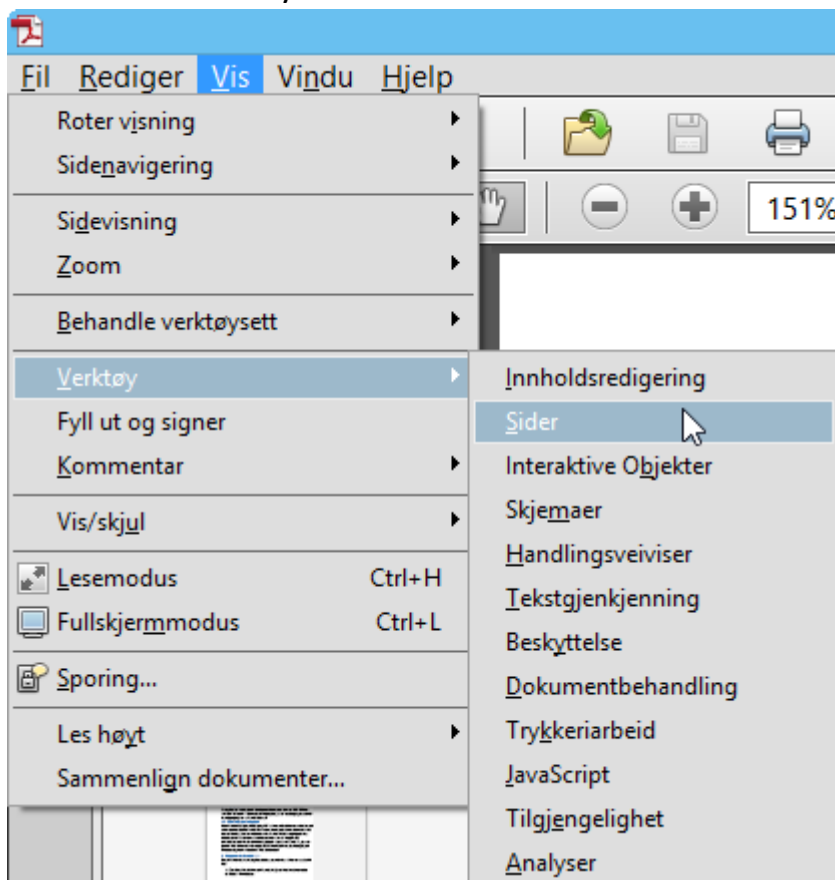 Fil Rediger Vis Vindu Hjelp
Roter visning
Sidenavigering
151%
Sidevisning
Zoom
Behandle verktøysett
Verktøy
Fyll ut og signer
Kommentar
Vis/skjul
Lesemodus Ctrl+H
Fullskjermmodus Ctrl+L
Sporing...
Les høyt
Sammenlign dokumenter...
Innholdsredigering
Sider
Interaktive Objekter
Skjemaer
Handlingsveiviser
Tekstgjenkjenning
Beskyttelse
Dokumentbehandling
Trykkeriarbeid
JavaScript
Tilgjengelighet
Analyser